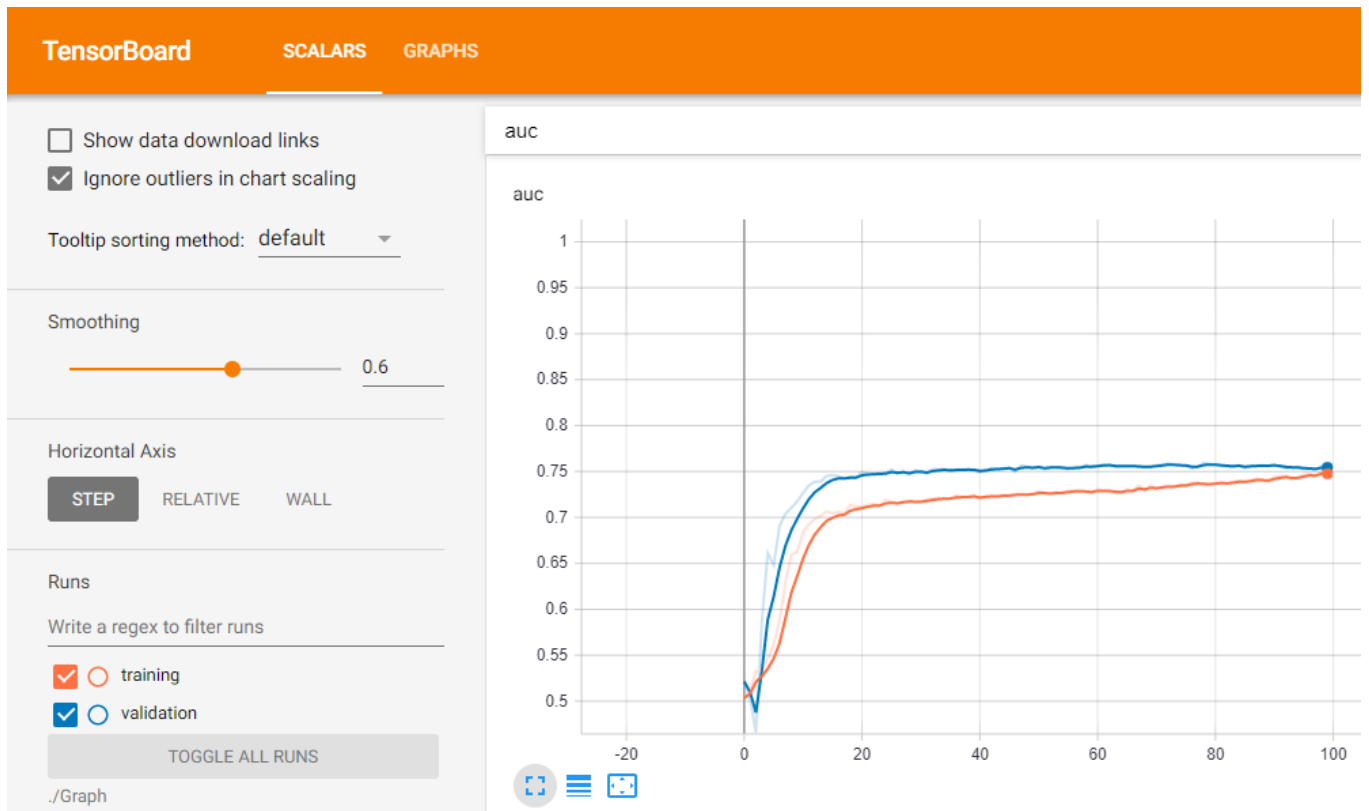 TensorBoard SCALARS GRAPHS
Show data download links
Ignore outliers in chart scaling
Tooltip sorting method: default
Smoothing
0.6
Horizontal Axis
STEP RELATIVE WALL
Runs
Write a regex to filter runs
training
validation
TOGGLE ALL RUNS
./Graph
auc
auc
1
0.95
0.9
0.85
0.8
0.75
0.7
0.65
0.6
0.55
0.5
-20 0 20 40 60 80 100